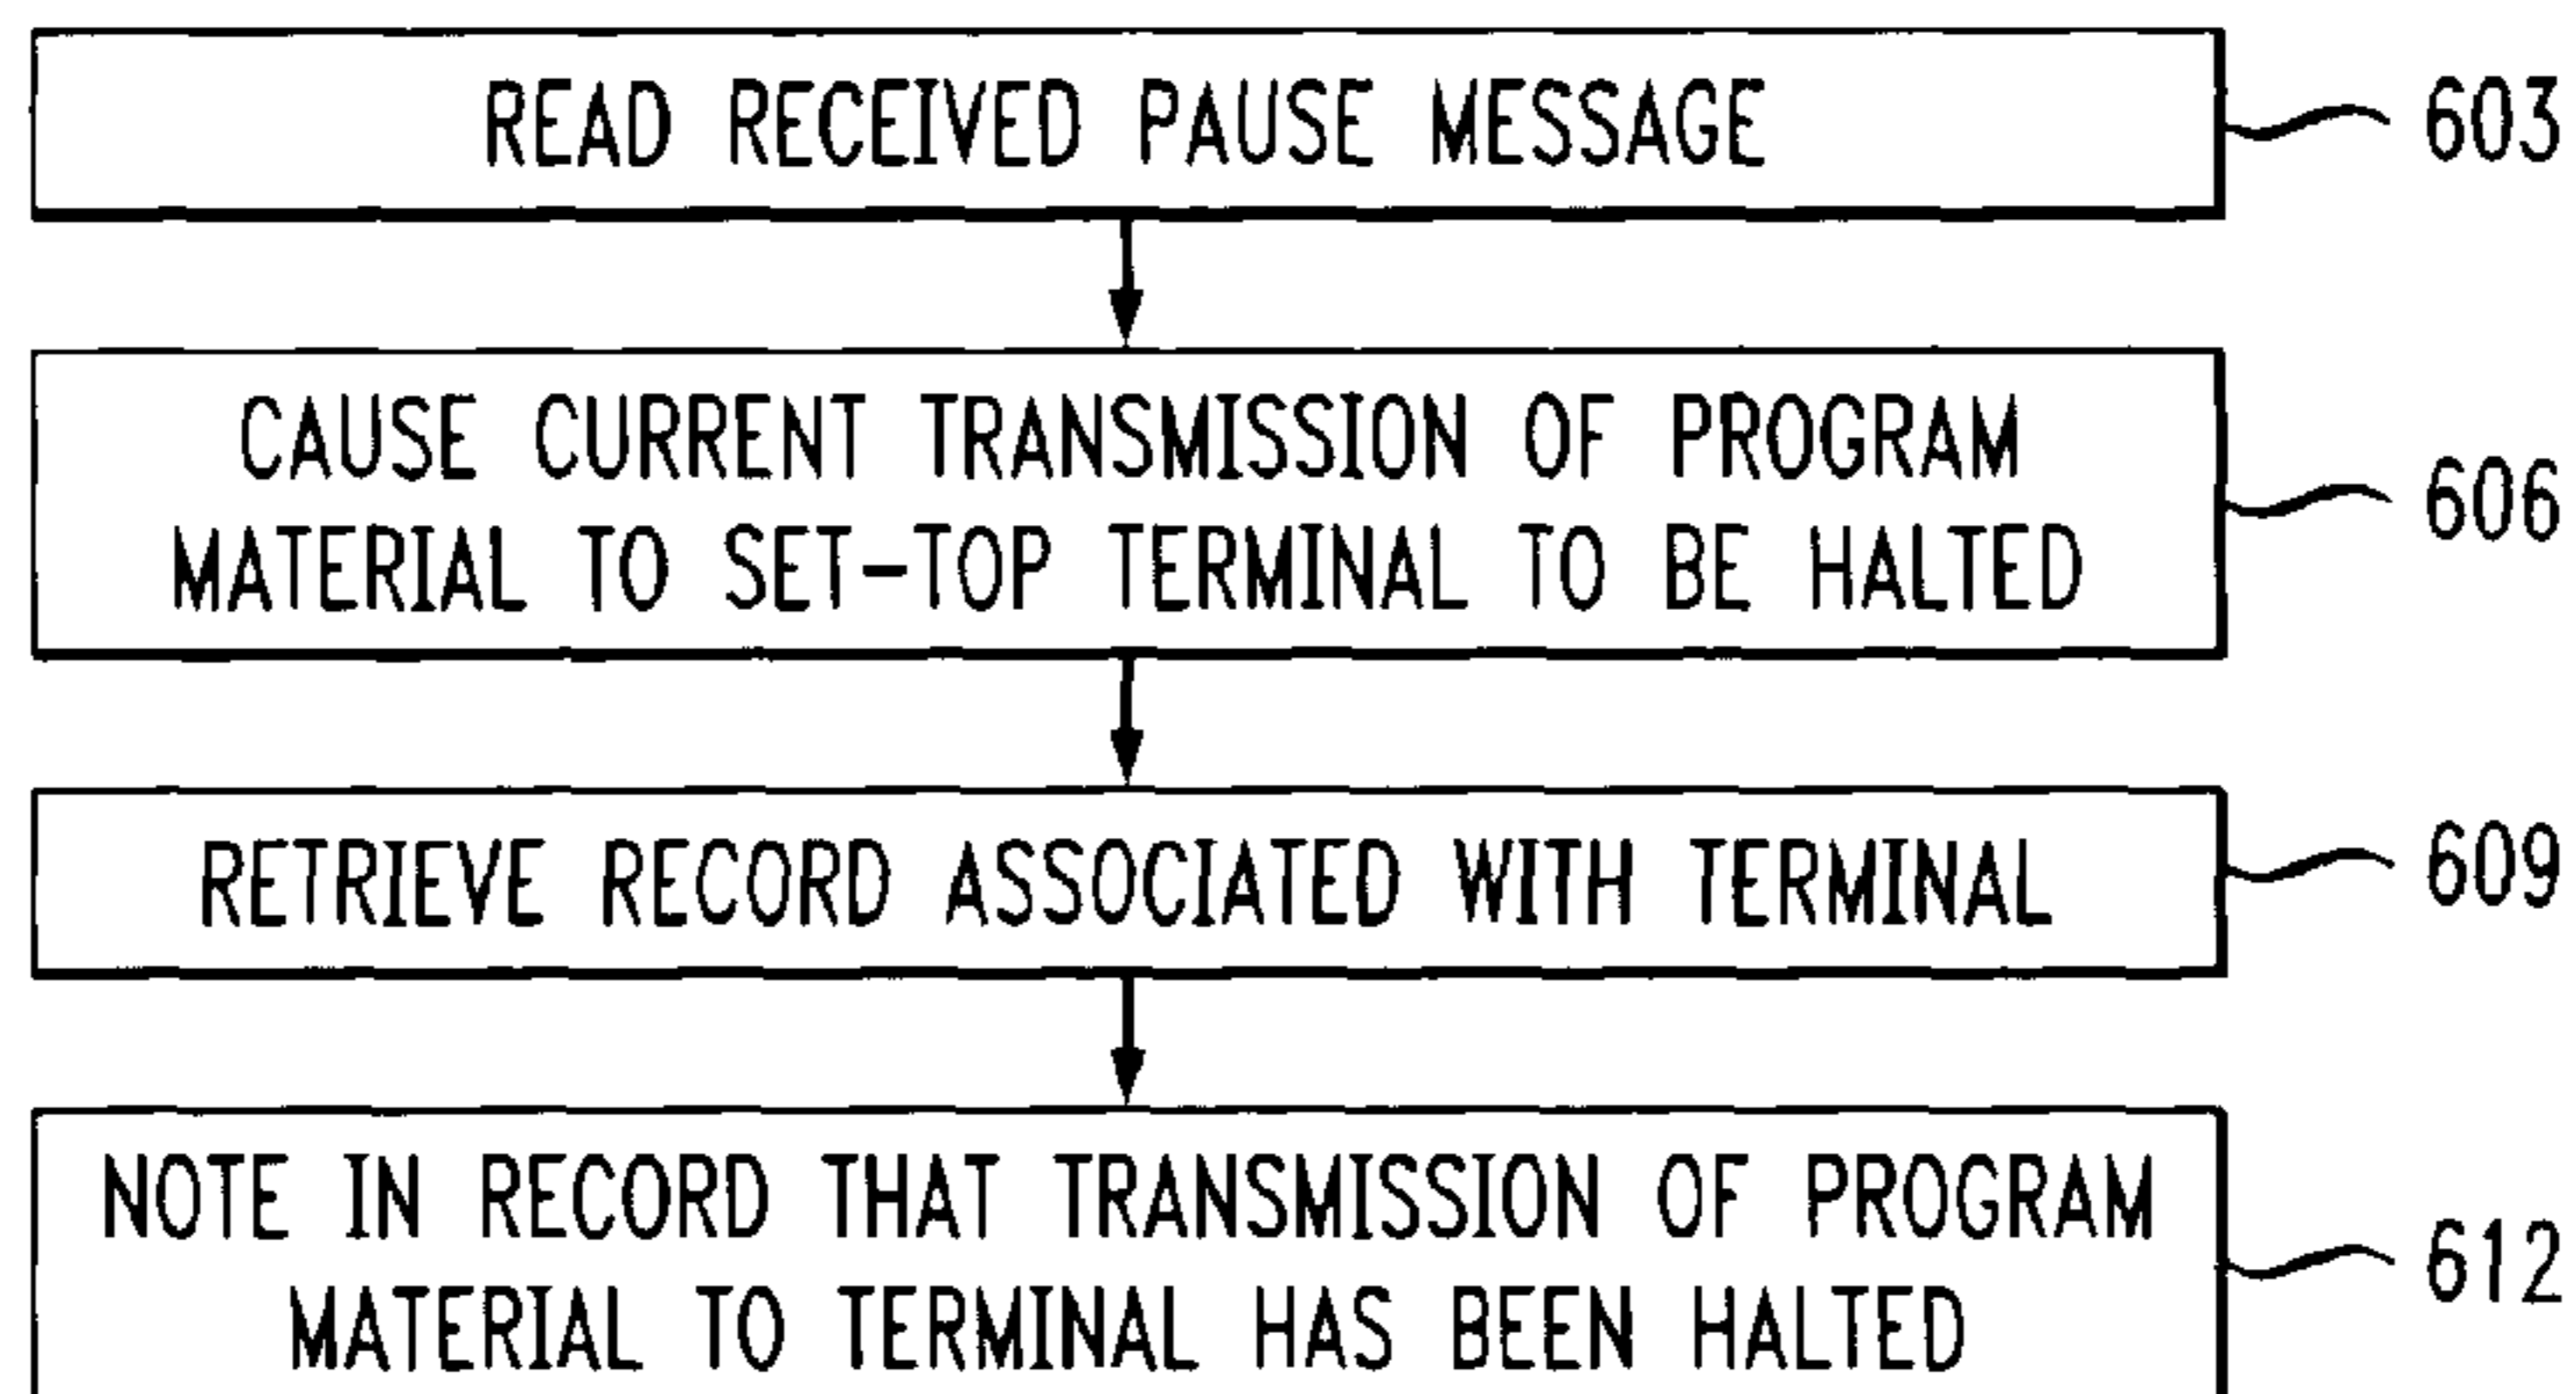 READ RECEIVED PAUSE MESSAGE
603
CAUSE CURRENT TRANSMISSION OF PROGRAM
MATERIAL TO SET-TOP TERMINAL TO BE HALTED
606
RETRIEVE RECORD ASSOCIATED WITH TERMINAL
609
NOTE IN RECORD THAT TRANSMISSION OF PROGRAM
MATERIAL TO TERMINAL HAS BEEN HALTED
612